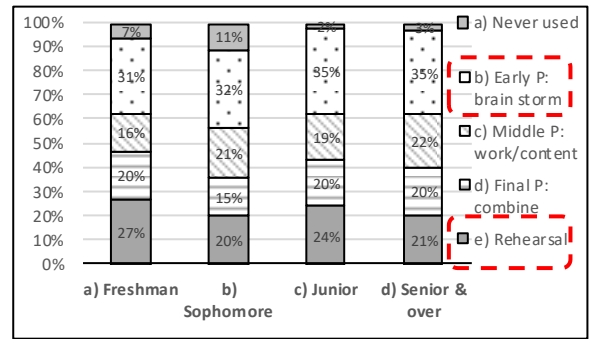 100%
90%
80%
70%
60%
50%
40%
30%
20%
10%
0%
7%
31%
16%
20%
27%
11%
32%
21%
15%
20%
2%
35%
19%
20%
24%
3%
35%
22%
20%
21%
a) Freshman
b)
Sophomore
c) Junior
d) Senior &
over
a) Never used
b) Early P:
brain storm
c) Middle P:
work/content
d) Final P:
combine
e) Rehearsal